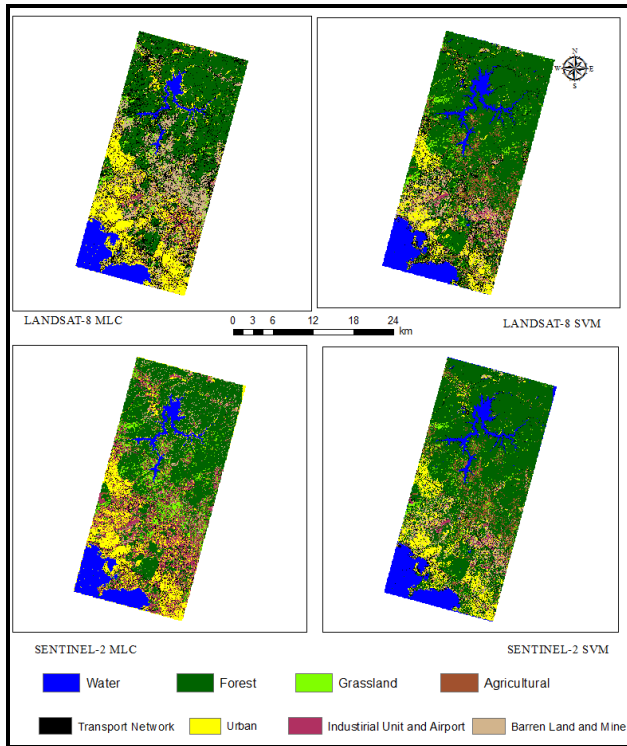 N
W E
S
LANDSAT-8 MLC
LANDSAT-8 SVM
0 3 6 12 18 24
km
SENTINEL-2 MLC
SENTINEL-2 SVM
Water Forest Grassland Agricultural
Transport Network Urban Industirial Unit and Airport Barren Land and Mine